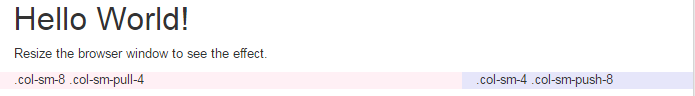 Hello World!
Resize the browser window to see the effect.
.col-sm-8 .col-sm-pull-4 .col-sm-4 .col-sm-push-8